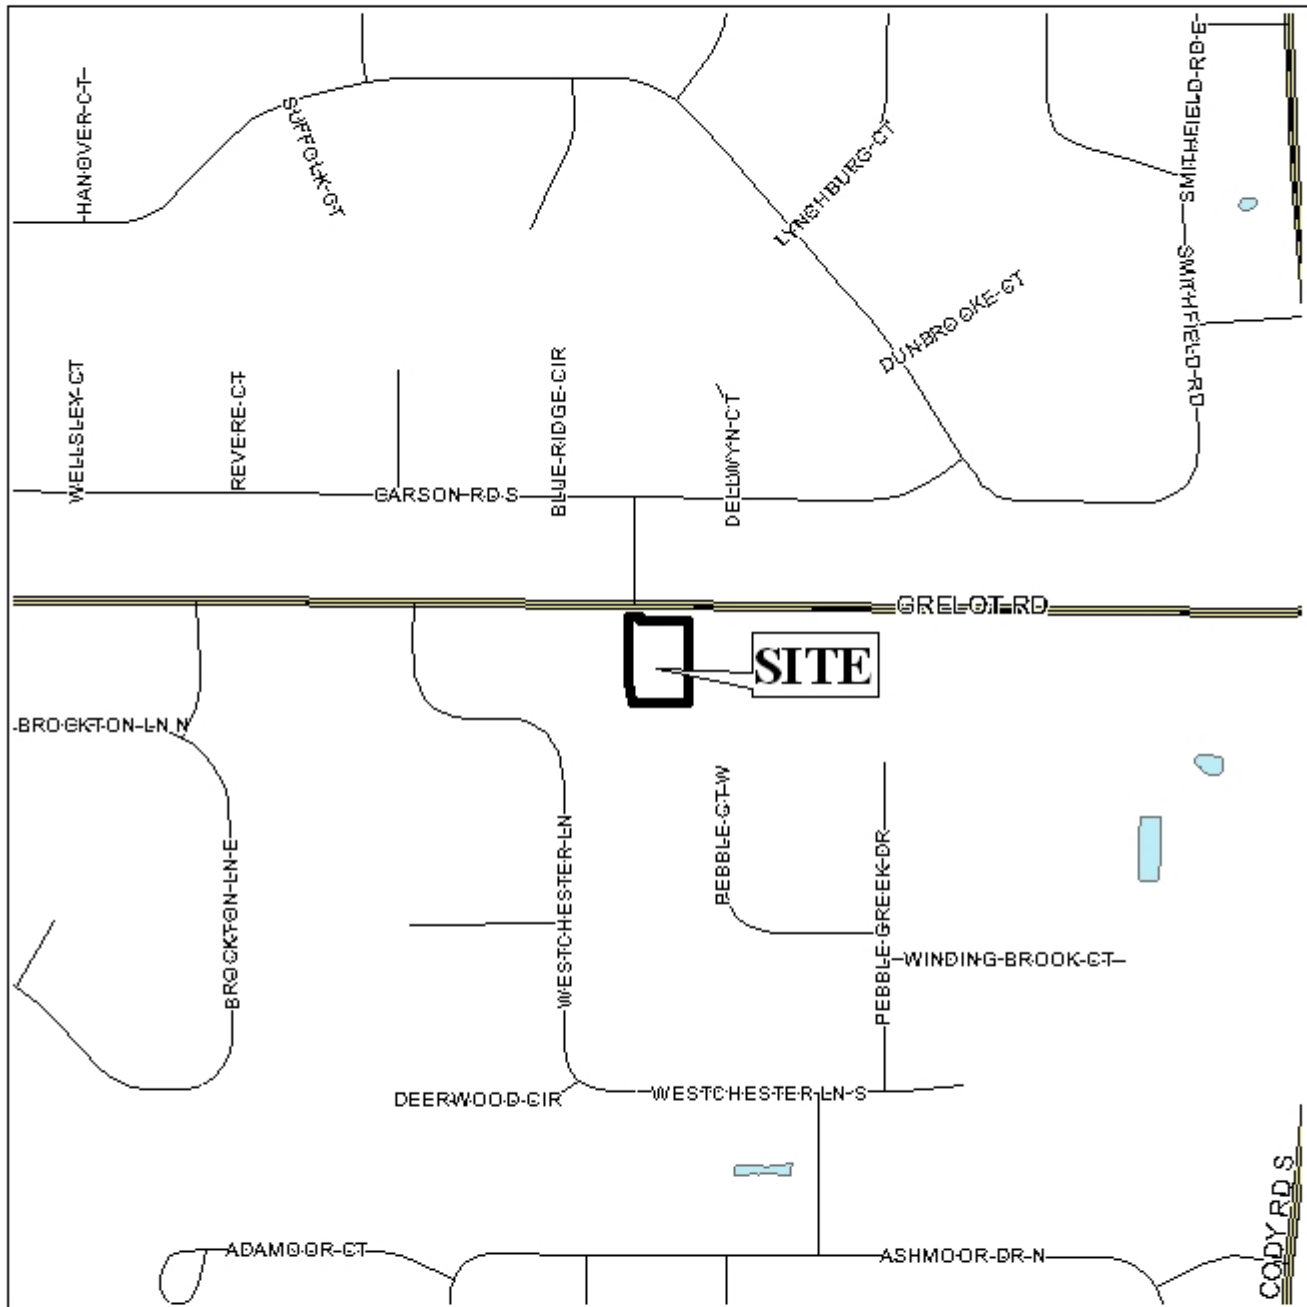 HANOVER CT
SUFFOLK CT
LYNCHBURG CT
SMITHFIELD RD E
SMITHFIELD RD
DUNBROOKE CT
WELLSLEY CT
REVERE CT
CARSON RD S
BLUE RIDGE CIR
DELLWYN CT
GRELOT RD
SITE
BROCKTON LN N
BROCKTON LN E
WESTCHESTER LN
PEBBLE CT W
PEBBLE CREEK DR
WINDING BROOK CT
DEERWOOD CIR
WESTCHESTER LN S
ADAMOOR CT
ASHMOOR DR N
CODY RD S